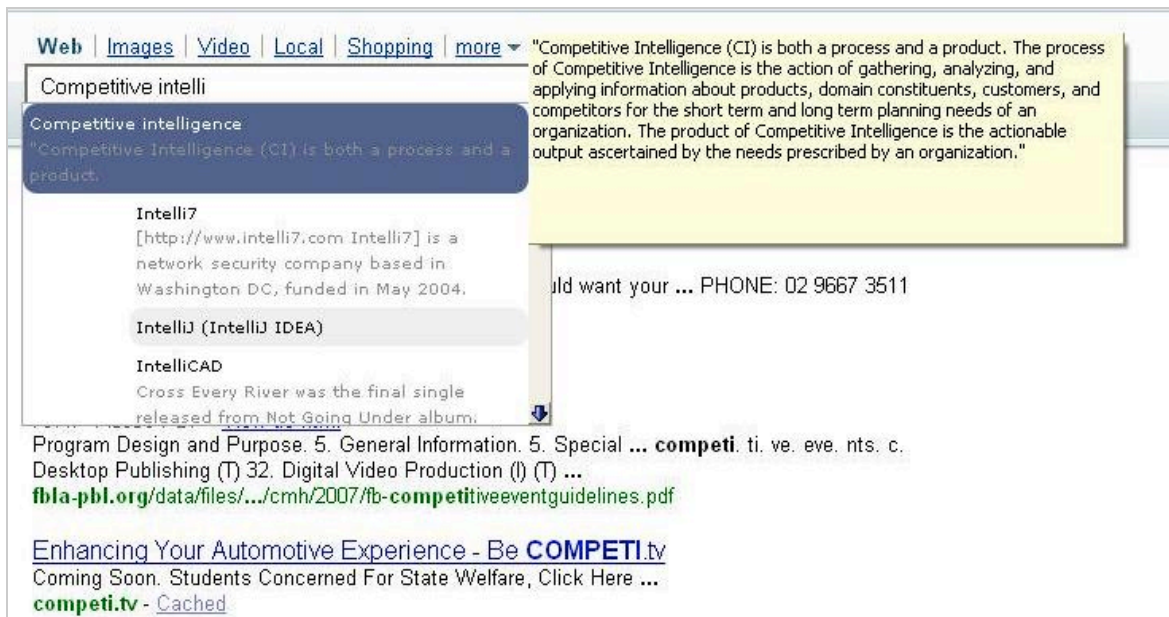 Web | Images | Video | Local | Shopping | more
Competitive intelli
Competitive intelligence
"Competitive Intelligence (CI) is both a process and a
product.
Intelli7
[http://www.intelli7.com Intelli7] is a
network security company based in
Washington DC, funded in May 2004.
IntelliJ (IntelliJ IDEA)
IntelliCAD
Cross Every River was the final single
released from Not Going Under album.
"Competitive Intelligence (CI) is both a process and a product. The process
of Competitive Intelligence is the action of gathering, analyzing, and
applying information about products, domain constituents, customers, and
competitors for the short term and long term planning needs of an
organization. The product of Competitive Intelligence is the actionable
output ascertained by the needs prescribed by an organization."
want your ... PHONE: 02 9667 3511
Program Design and Purpose. 5. General Information. 5. Special ... competi. ti. ve. eve. nts. c.
Desktop Publishing (T) 32. Digital Video Production (I) (T) ...
fbla-pbl.org/data/files/.../cmh/2007/fb-competitiveeventguidelines.pdf
Enhancing Your Automotive Experience - Be COMPETI.tv
Coming Soon. Students Concerned For State Welfare, Click Here ...
competi.tv - Cached